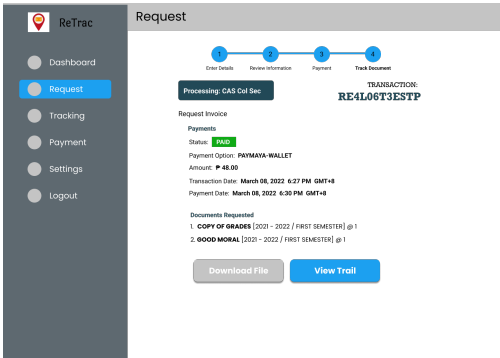 ReTrac
Request
Dashboard
Request
Tracking
Payment
Settings
Logout
1 2 3 4
Enter Details Review Information Payment Track Document
Processing: CAS Col Sec
TRANSACTION:
RE4L06T3ESTP
Request Invoice
Payments
Status: PAID
Payment Option: PAYMAYA-WALLET
Amount: ₱ 48.00
Transaction Date: March 08, 2022 6:27 PM GMT+8
Payment Date: March 08, 2022 6:30 PM GMT+8
Documents Requested
1. COPY OF GRADES [2021 - 2022 / FIRST SEMESTER] @ 1
2. GOOD MORAL [2021 - 2022 / FIRST SEMESTER] @ 1
Download File View Trail